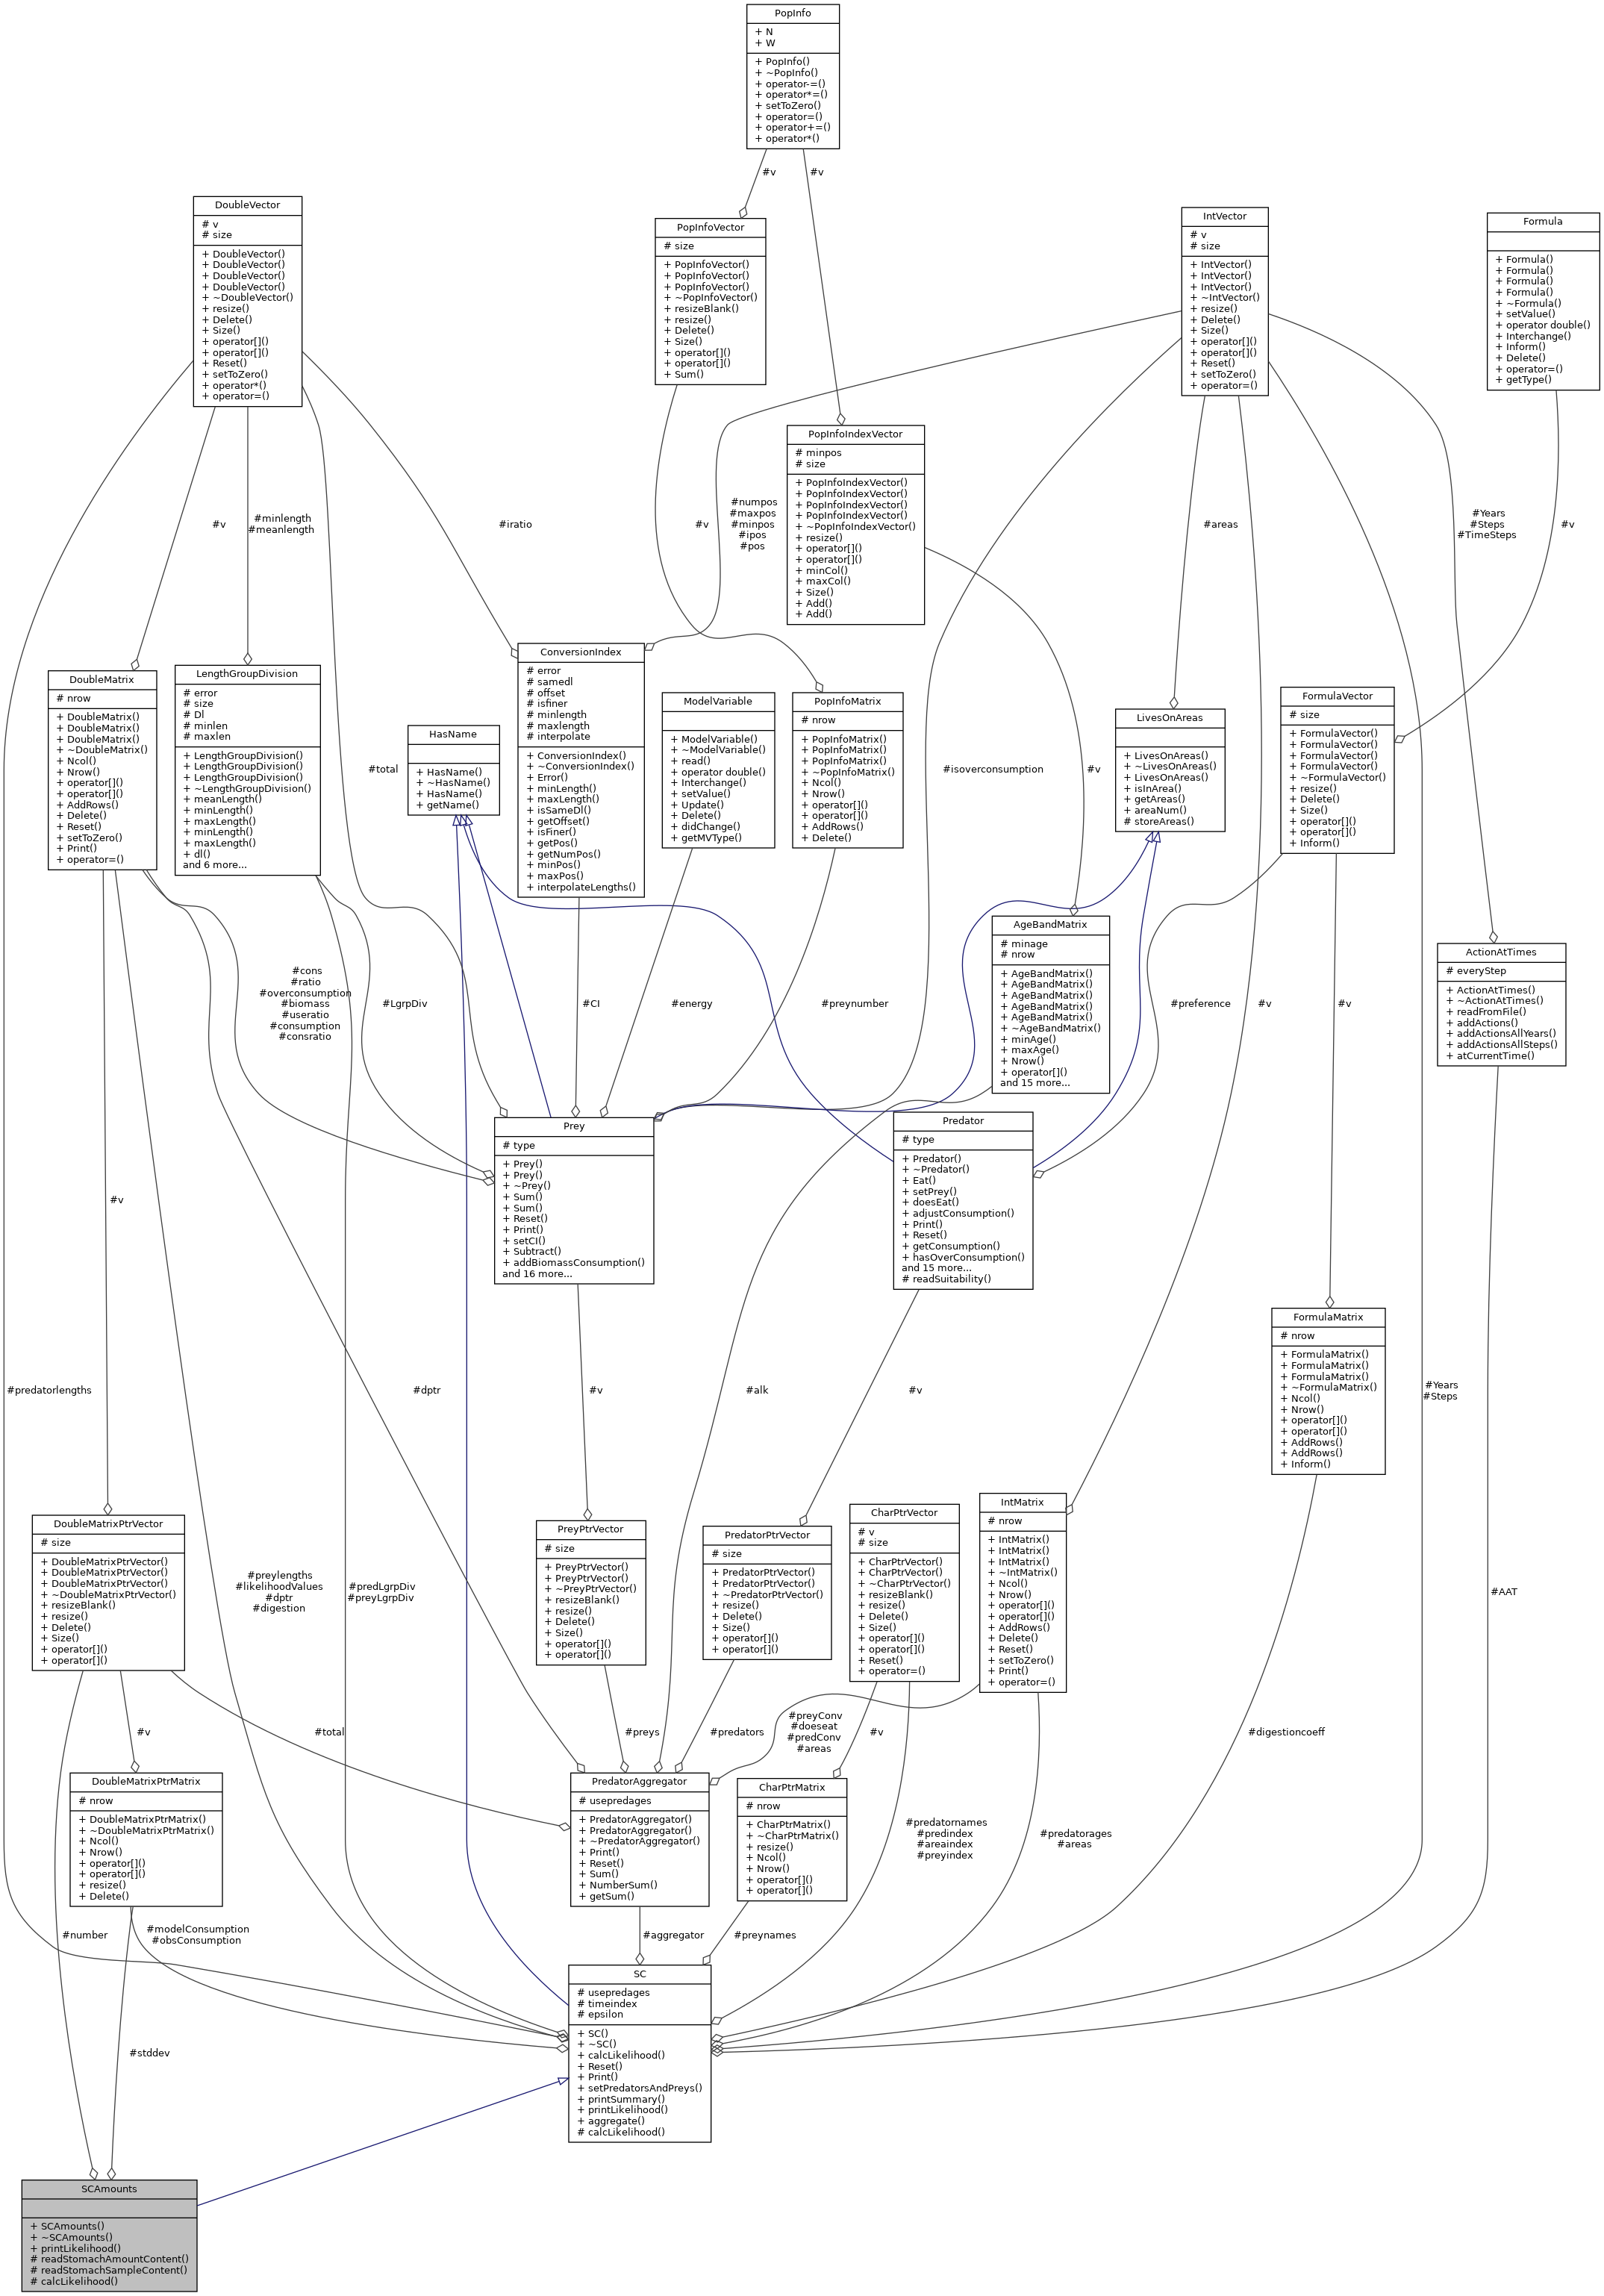 PopInfo
+ N
+ W
+ PopInfo()
+ ~PopInfo()
+ operator-=()
+ operator*=()
+ setToZero()
+ operator=()
+ operator+=()
+ operator*()
#v
#v
DoubleVector
# v
# size
+ DoubleVector()
+ DoubleVector()
+ DoubleVector()
+ DoubleVector()
+ ~DoubleVector()
+ resize()
+ Delete()
+ Size()
+ operator[]()
+ operator[]()
+ Reset()
+ setToZero()
+ operator*()
+ operator=()
PopInfoVector
# size
+ PopInfoVector()
+ PopInfoVector()
+ PopInfoVector()
+ ~PopInfoVector()
+ resizeBlank()
+ resize()
+ Delete()
+ Size()
+ operator[]()
+ operator[]()
+ Sum()
IntVector
# v
# size
+ IntVector()
+ IntVector()
+ IntVector()
+ ~IntVector()
+ resize()
+ Delete()
+ Size()
+ operator[]()
+ operator[]()
+ Reset()
+ setToZero()
+ operator=()
Formula
+ Formula()
+ Formula()
+ Formula()
+ Formula()
+ ~Formula()
+ setValue()
+ operator double()
+ Interchange()
+ Inform()
+ Delete()
+ operator=()
+ getType()
PopInfoIndexVector
# minpos
# size
+ PopInfoIndexVector()
+ PopInfoIndexVector()
+ PopInfoIndexVector()
+ PopInfoIndexVector()
+ ~PopInfoIndexVector()
+ resize()
+ operator[]()
+ operator[]()
+ minCol()
+ maxCol()
+ Size()
+ Add()
+ Add()
#v
#minlength
#meanlength
#iratio
#v
#numpos
#maxpos
#minpos
#ipos
#pos
#areas
#Years
#Steps
#TimeSteps
#v
DoubleMatrix
# nrow
+ DoubleMatrix()
+ DoubleMatrix()
+ DoubleMatrix()
+ ~DoubleMatrix()
+ Ncol()
+ Nrow()
+ operator[]()
+ operator[]()
+ AddRows()
+ Delete()
+ Reset()
+ setToZero()
+ Print()
+ operator=()
LengthGroupDivision
# error
# size
# Dl
# minlen
# maxlen
+ LengthGroupDivision()
+ LengthGroupDivision()
+ LengthGroupDivision()
+ ~LengthGroupDivision()
+ meanLength()
+ minLength()
+ maxLength()
+ minLength()
+ maxLength()
+ dl()
and 6 more...
#total
HasName
+ HasName()
+ ~HasName()
+ HasName()
+ getName()
ConversionIndex
# error
# samedl
# offset
# isfiner
# minlength
# maxlength
# interpolate
+ ConversionIndex()
+ ~ConversionIndex()
+ Error()
+ minLength()
+ maxLength()
+ isSameDl()
+ getOffset()
+ isFiner()
+ getPos()
+ getNumPos()
+ minPos()
+ maxPos()
+ interpolateLengths()
ModelVariable
+ ModelVariable()
+ ~ModelVariable()
+ read()
+ operator double()
+ Interchange()
+ setValue()
+ Update()
+ Delete()
+ didChange()
+ getMVType()
PopInfoMatrix
# nrow
+ PopInfoMatrix()
+ PopInfoMatrix()
+ PopInfoMatrix()
+ ~PopInfoMatrix()
+ Ncol()
+ Nrow()
+ operator[]()
+ operator[]()
+ AddRows()
+ Delete()
#isoverconsumption
#v
LivesOnAreas
+ LivesOnAreas()
+ ~LivesOnAreas()
+ LivesOnAreas()
+ isInArea()
+ getAreas()
+ areaNum()
# storeAreas()
FormulaVector
# size
+ FormulaVector()
+ FormulaVector()
+ FormulaVector()
+ FormulaVector()
+ ~FormulaVector()
+ resize()
+ Delete()
+ Size()
+ operator[]()
+ operator[]()
+ Inform()
AgeBandMatrix
# minage
# nrow
+ AgeBandMatrix()
+ AgeBandMatrix()
+ AgeBandMatrix()
+ AgeBandMatrix()
+ AgeBandMatrix()
+ ~AgeBandMatrix()
+ minAge()
+ maxAge()
+ Nrow()
+ operator[]()
and 15 more...
ActionAtTimes
# everyStep
+ ActionAtTimes()
+ ~ActionAtTimes()
+ readFromFile()
+ addActions()
+ addActionsAllYears()
+ addActionsAllSteps()
+ atCurrentTime()
#cons
#ratio
#overconsumption
#biomass
#useratio
#consumption
#consratio
#LgrpDiv
#CI
#energy
#preynumber
#preference
#v
#v
Prey
# type
+ Prey()
+ Prey()
+ ~Prey()
+ Sum()
+ Sum()
+ Reset()
+ Print()
+ setCI()
+ Subtract()
+ addBiomassConsumption()
and 16 more...
Predator
# type
+ Predator()
+ ~Predator()
+ Eat()
+ setPrey()
+ doesEat()
+ adjustConsumption()
+ Print()
+ Reset()
+ getConsumption()
+ hasOverConsumption()
and 15 more...
# readSuitability()
#v
FormulaMatrix
# nrow
+ FormulaMatrix()
+ FormulaMatrix()
+ FormulaMatrix()
+ ~FormulaMatrix()
+ Ncol()
+ Nrow()
+ operator[]()
+ operator[]()
+ AddRows()
+ AddRows()
+ Inform()
#predatorlengths
#dptr
#v
#alk
#v
#Years
#Steps
DoubleMatrixPtrVector
# size
+ DoubleMatrixPtrVector()
+ DoubleMatrixPtrVector()
+ DoubleMatrixPtrVector()
+ ~DoubleMatrixPtrVector()
+ resizeBlank()
+ resize()
+ Delete()
+ Size()
+ operator[]()
+ operator[]()
#preylengths
#likelihoodValues
#dptr
#digestion
#predLgrpDiv
#preyLgrpDiv
PreyPtrVector
# size
+ PreyPtrVector()
+ PreyPtrVector()
+ ~PreyPtrVector()
+ resizeBlank()
+ resize()
+ Delete()
+ Size()
+ operator[]()
+ operator[]()
PredatorPtrVector
# size
+ PredatorPtrVector()
+ PredatorPtrVector()
+ ~PredatorPtrVector()
+ resize()
+ Delete()
+ Size()
+ operator[]()
+ operator[]()
CharPtrVector
# v
# size
+ CharPtrVector()
+ CharPtrVector()
+ ~CharPtrVector()
+ resizeBlank()
+ resize()
+ Delete()
+ Size()
+ operator[]()
+ operator[]()
+ Reset()
+ operator=()
IntMatrix
# nrow
+ IntMatrix()
+ IntMatrix()
+ IntMatrix()
+ ~IntMatrix()
+ Ncol()
+ Nrow()
+ operator[]()
+ operator[]()
+ AddRows()
+ Delete()
+ Reset()
+ setToZero()
+ Print()
+ operator=()
#AAT
#v
#total
#preys
#predators
#preyConv
#doeseat
#predConv
#areas
#v
#digestioncoeff
DoubleMatrixPtrMatrix
# nrow
+ DoubleMatrixPtrMatrix()
+ ~DoubleMatrixPtrMatrix()
+ Ncol()
+ Nrow()
+ operator[]()
+ operator[]()
+ resize()
+ Delete()
PredatorAggregator
# usepredages
+ PredatorAggregator()
+ PredatorAggregator()
+ ~PredatorAggregator()
+ Print()
+ Reset()
+ Sum()
+ NumberSum()
+ getSum()
CharPtrMatrix
# nrow
+ CharPtrMatrix()
+ ~CharPtrMatrix()
+ resize()
+ Ncol()
+ Nrow()
+ operator[]()
+ operator[]()
#predatornames
#predindex
#areaindex
#preyindex
#predatorages
#areas
#number
#modelConsumption
#obsConsumption
#aggregator
#preynames
SC
# usepredages
# timeindex
# epsilon
+ SC()
+ ~SC()
+ calcLikelihood()
+ Reset()
+ Print()
+ setPredatorsAndPreys()
+ printSummary()
+ printLikelihood()
+ aggregate()
# calcLikelihood()
#stddev
SCAmounts
+ SCAmounts()
+ ~SCAmounts()
+ printLikelihood()
# readStomachAmountContent()
# readStomachSampleContent()
# calcLikelihood()